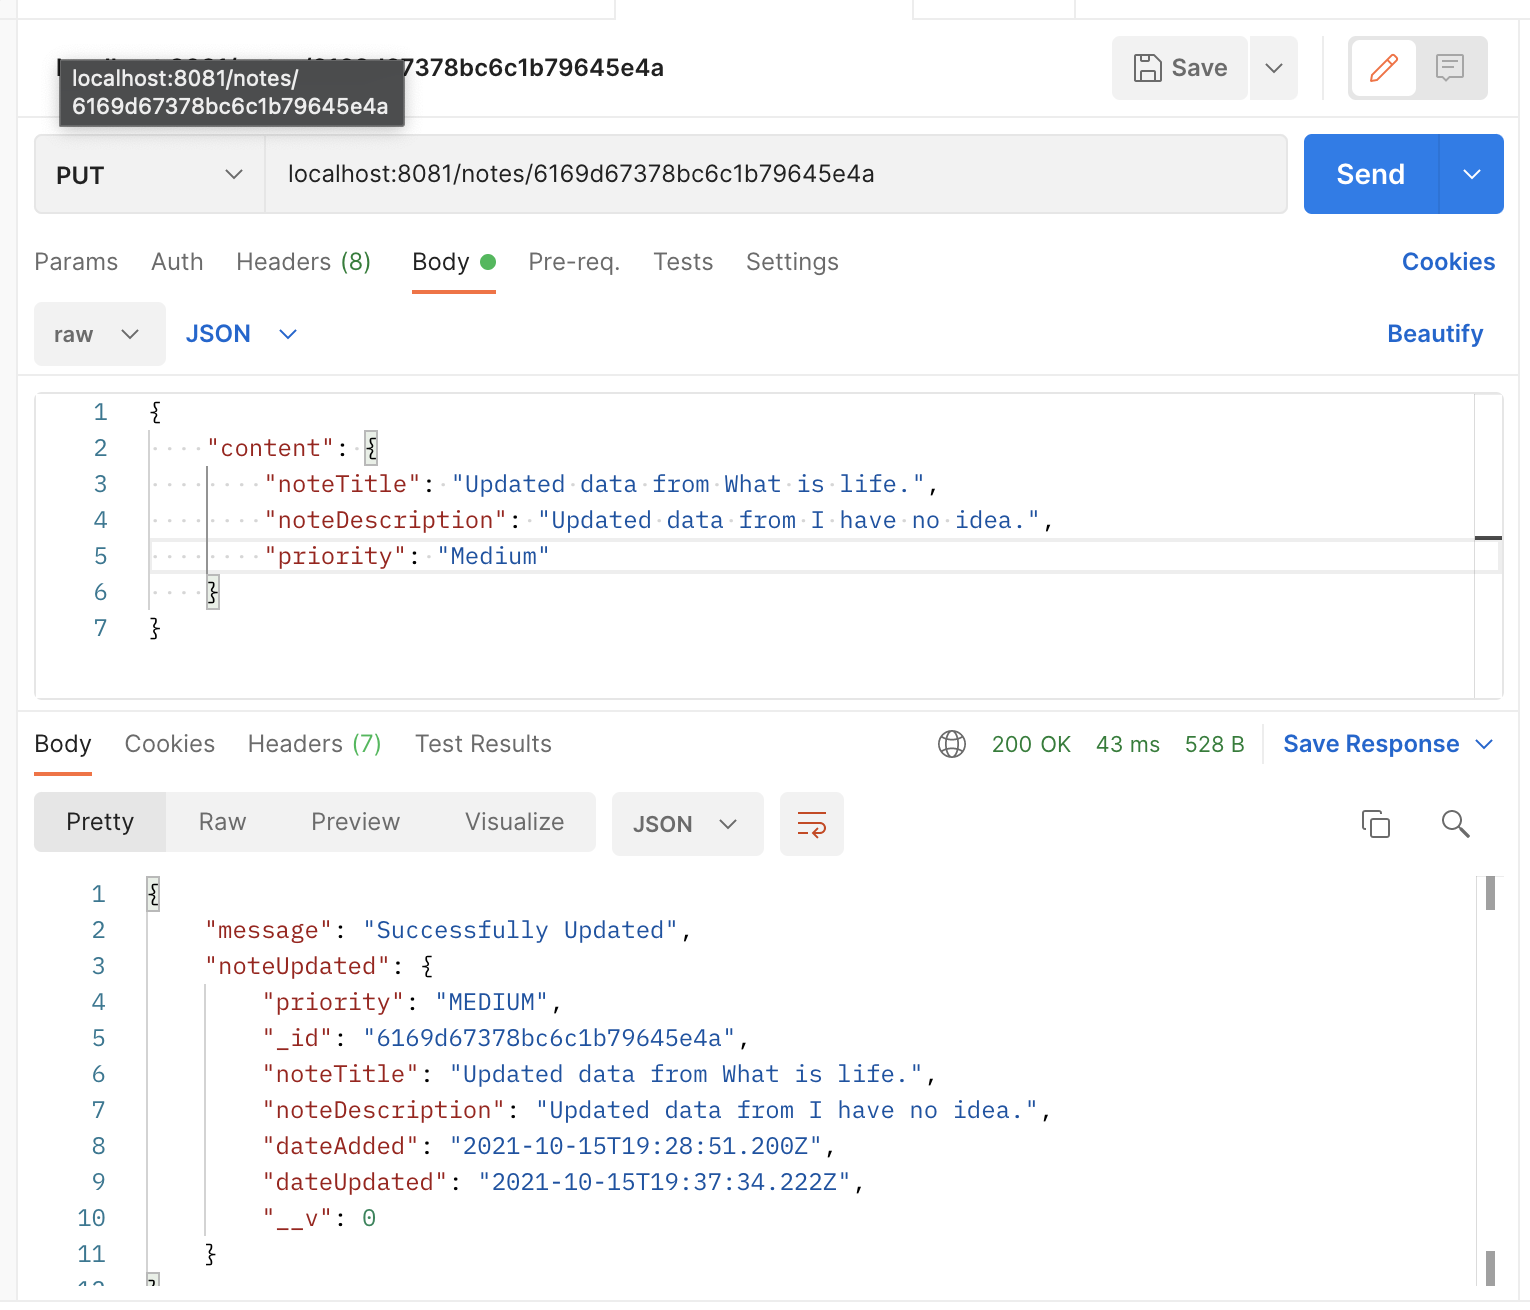 7378bc6c1b79645e4a
localhost:8081/notes/
6169d67378bc6c1b79645e4a
Save
PUT
localhost:8081/notes/6169d67378bc6c1b79645e4a
Send
Params Auth Headers (8) Body Pre-req. Tests Settings Cookies
raw JSON Beautify
1 {
2 "content": {
3 "noteTitle": "Updated data from What is life.",
4 "noteDescription": "Updated data from I have no idea.",
5 "priority": "Medium"
6 }
7 }
Body Cookies Headers (7) Test Results 200 OK 43 ms 528 B Save Response
Pretty Raw Preview Visualize JSON
1 {
2 "message": "Successfully Updated",
3 "noteUpdated": {
4 "priority": "MEDIUM",
5 "_id": "6169d67378bc6c1b79645e4a",
6 "noteTitle": "Updated data from What is life.",
7 "noteDescription": "Updated data from I have no idea.",
8 "dateAdded": "2021-10-15T19:28:51.200Z",
9 "dateUpdated": "2021-10-15T19:37:34.222Z",
10 "__v": 0
11 }